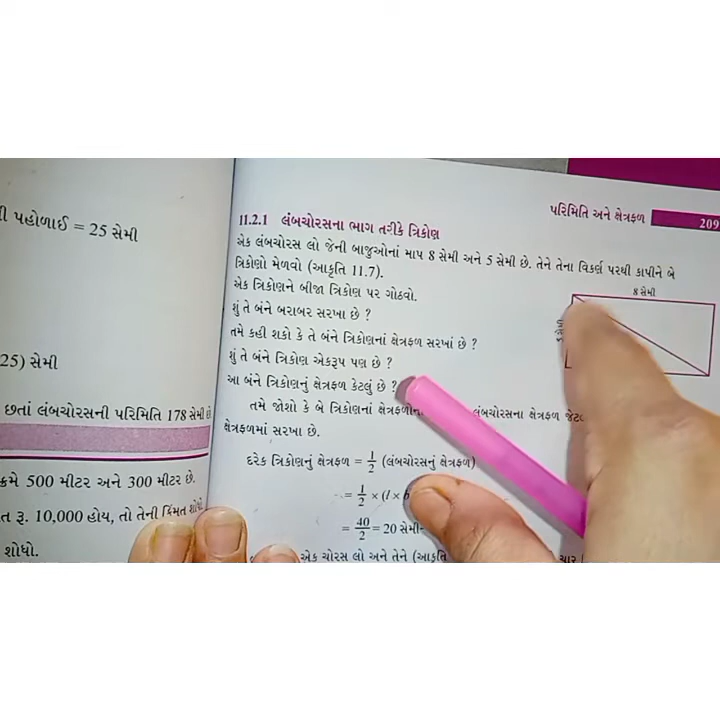 પહોળાઈ = 25 સેમી
25) સેમી
છતાં લંબચોરસની પરિમિતિ 178 સેમી
ક્રમે 500 મીટર અને 300 મીટર છે.
ત રૂ. 10,000 હોય, તો તેની કિંમત શોધો
શોધો.
પરિમિતિ અને ક્ષેત્રફળ 209
11.2.1 લંબચોરસના ભાગ તરીકે ત્રિકોણ
એક લંબચોરસ લો જેની બાજુઓનાં માપ 8 સેમી અને 5 સેમી છે. તેને તેના વિકર્ણ પરથી કાપીને બે
ત્રિકોણો મેળવો (આકૃતિ 11.7).
એક ત્રિકોણને બીજા ત્રિકોણ પર ગોઠવો.
શું તે બંને બરાબર સરખા છે ?
તમે કહી શકો કે તે બંને ત્રિકોણનાં ક્ષેત્રફળ સરખાં છે ?
શું તે બંને ત્રિકોણ એકરૂપ પણ છે ?
આ બંને ત્રિકોણનું ક્ષેત્રફળ કેટલું છે ?
તમે જોશો કે બે ત્રિકોણનાં લંબચોરસના ક્ષેત્રફળ
ક્ષેત્રફળમાં સરખા છે.
દરેક ત્રિકોણનું ક્ષેત્રફળ = 1/2 (લંબચોરસનું ક્ષેત્રફળ)
= 1/2 × (l × b
= 40/2 = 20 સેમી
એક ચોરસ લો અને તેને (આકૃતિ ચાર
8 સેમી